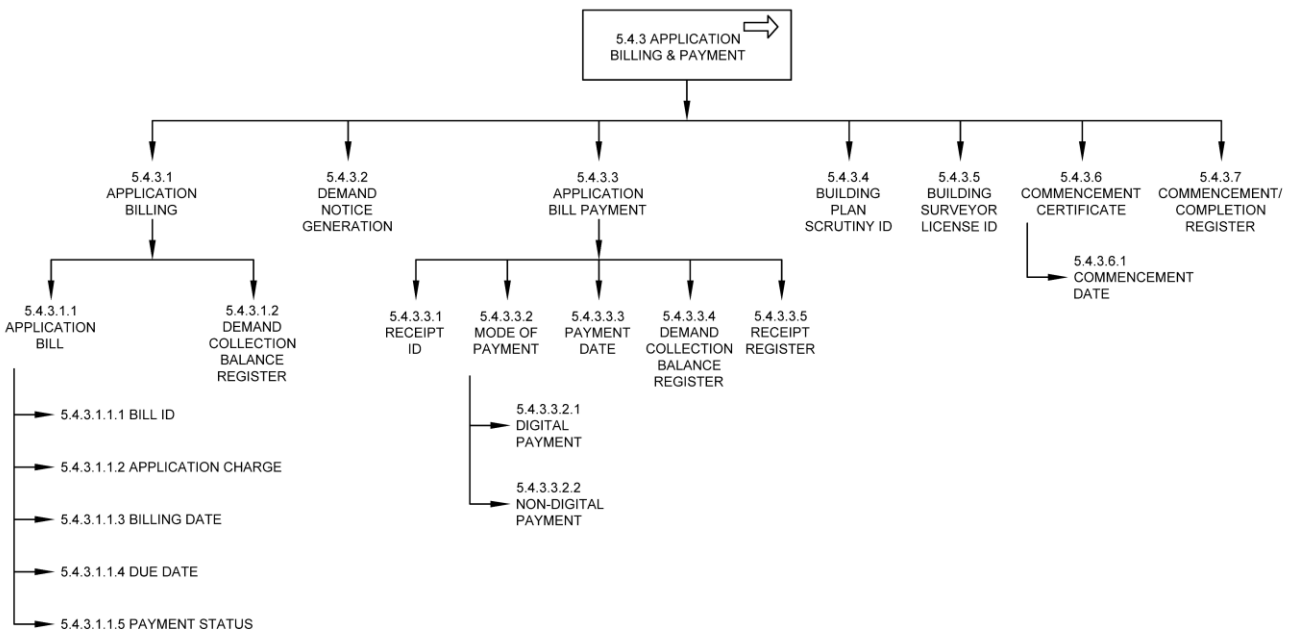 5.4.3 APPLICATION
BILLING & PAYMENT
5.4.3.1
APPLICATION
BILLING
5.4.3.2
DEMAND
NOTICE
GENERATION
5.4.3.3
APPLICATION
BILL PAYMENT
5.4.3.4
BUILDING
PLAN
SCRUTINY ID
5.4.3.5
BUILDING
SURVEYOR
LICENSE ID
5.4.3.6
COMMENCEMENT
CERTIFICATE
5.4.3.7
COMMENCEMENT/
COMPLETION
REGISTER
5.4.3.6.1
COMMENCEMENT
DATE
5.4.3.1.1
APPLICATION
BILL
5.4.3.1.2
DEMAND
COLLECTION
BALANCE
REGISTER
5.4.3.3.1
RECEIPT
ID
5.4.3.3.2
MODE OF
PAYMENT
5.4.3.3.3
PAYMENT
DATE
5.4.3.3.4
DEMAND
COLLECTION
BALANCE
REGISTER
5.4.3.3.5
RECEIPT
REGISTER
5.4.3.1.1.1 BILL ID
5.4.3.1.1.2 APPLICATION CHARGE
5.4.3.1.1.3 BILLING DATE
5.4.3.1.1.4 DUE DATE
5.4.3.1.1.5 PAYMENT STATUS
5.4.3.3.2.1
DIGITAL
PAYMENT
5.4.3.3.2.2
NON-DIGITAL
PAYMENT